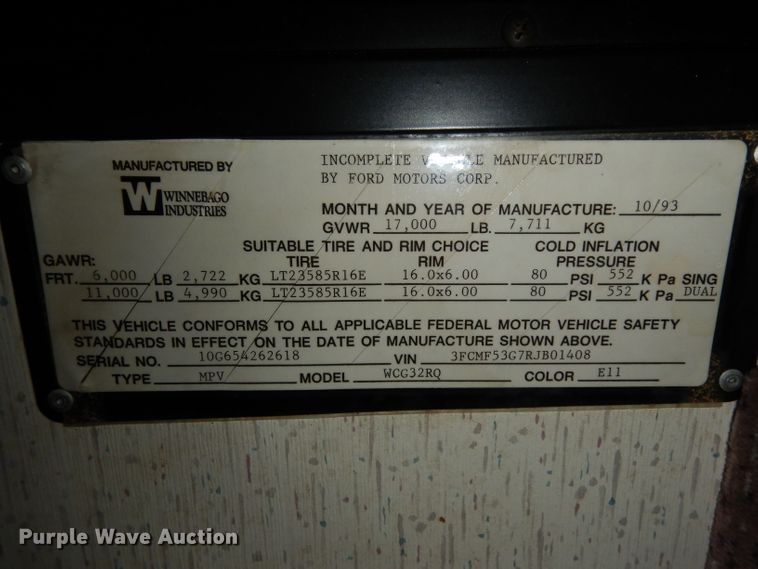 MANUFACTURED BY
W WINNEBAGO
INDUSTRIES
INCOMPLETE VEHICLE MANUFACTURED
BY FORD MOTORS CORP.
MONTH AND YEAR OF MANUFACTURE: 10/93
GVWR 17,000 LB. 7,711 KG
SUITABLE TIRE AND RIM CHOICE COLD INFLATION
GAWR: TIRE RIM PRESSURE
FRT. 6,000 LB 2,722 KG LT23585R16E 16.0x6.00 80 PSI 552 K Pa SING
11,000 LB 4,990 KG LT23585R16E 16.0x6.00 80 PSI 552 K Pa DUAL
THIS VEHICLE CONFORMS TO ALL APPLICABLE FEDERAL MOTOR VEHICLE SAFETY
STANDARDS IN EFFECT ON THE DATE OF MANUFACTURE SHOWN ABOVE.
SERIAL NO. 10G654262618 VIN 3FCMF53G7RJB01408
TYPE MPV MODEL WCG32RQ COLOR E11
Purple Wave Auction